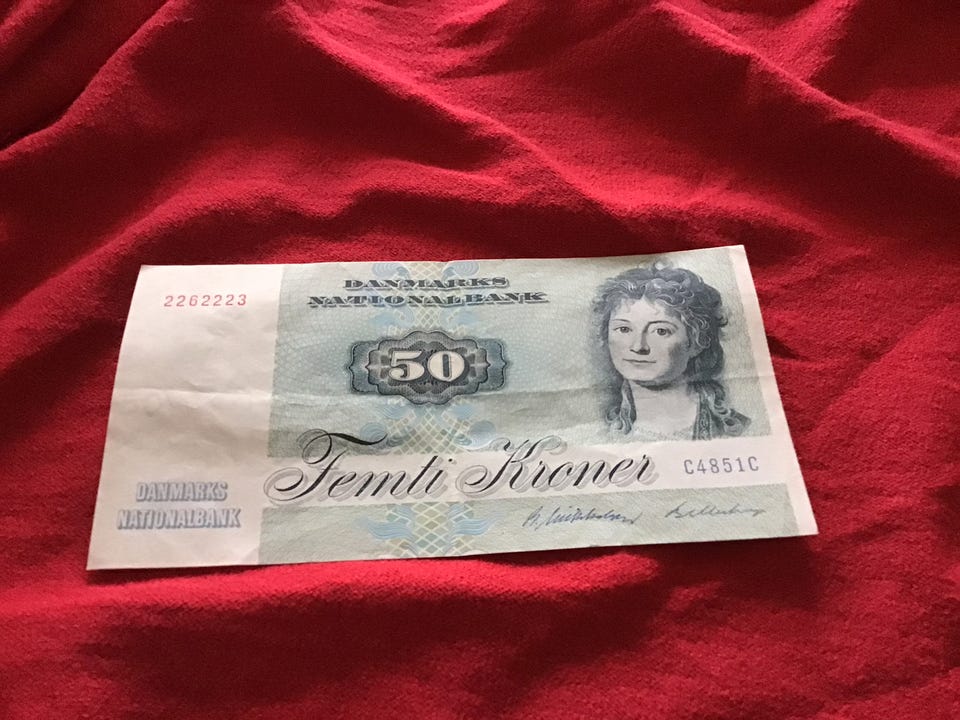 2262223
DANMARKS
NATIONALBANK
50
Femti Kroner
C4851C
DANMARKS
NATIONALBANK